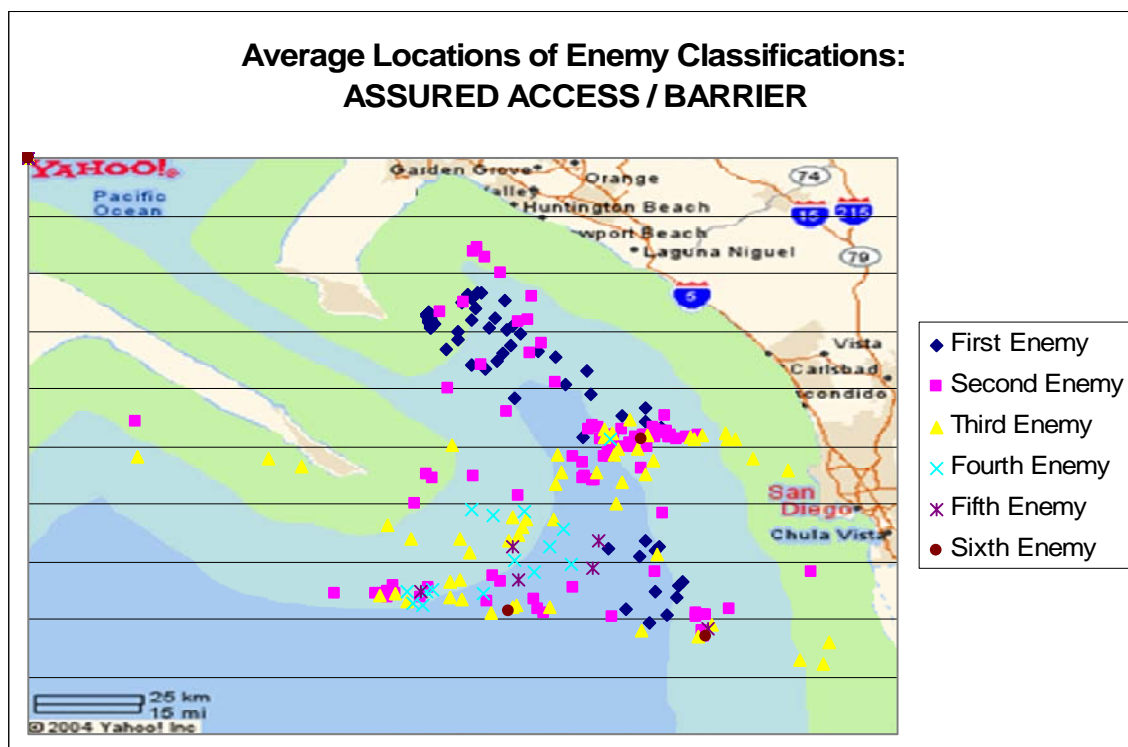 Average Locations of Enemy Classifications:
ASSURED ACCESS / BARRIER
YAHOO!
Pacific
Ocean
Garden Grove
Orange
74
Huntington Beach
15
215
Laguna Niguel
79
5
Vista
Carlsbad
San
Diego
Chula Vista
25 km
15 mi
© 2004 Yahoo! Inc
First Enemy
Second Enemy
Third Enemy
Fourth Enemy
Fifth Enemy
Sixth Enemy